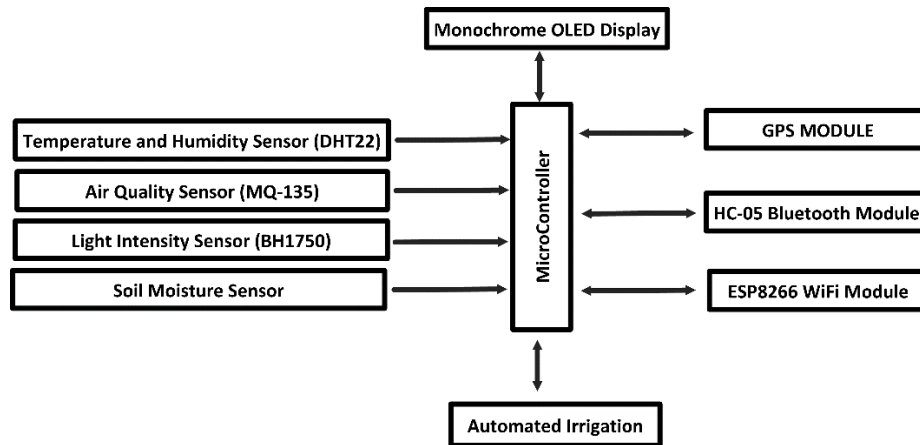 Monochrome OLED Display
Temperature and Humidity Sensor (DHT22)
Air Quality Sensor (MQ-135)
Light Intensity Sensor (BH1750)
Soil Moisture Sensor
MicroController
GPS MODULE
HC-05 Bluetooth Module
ESP8266 WiFi Module
Automated Irrigation